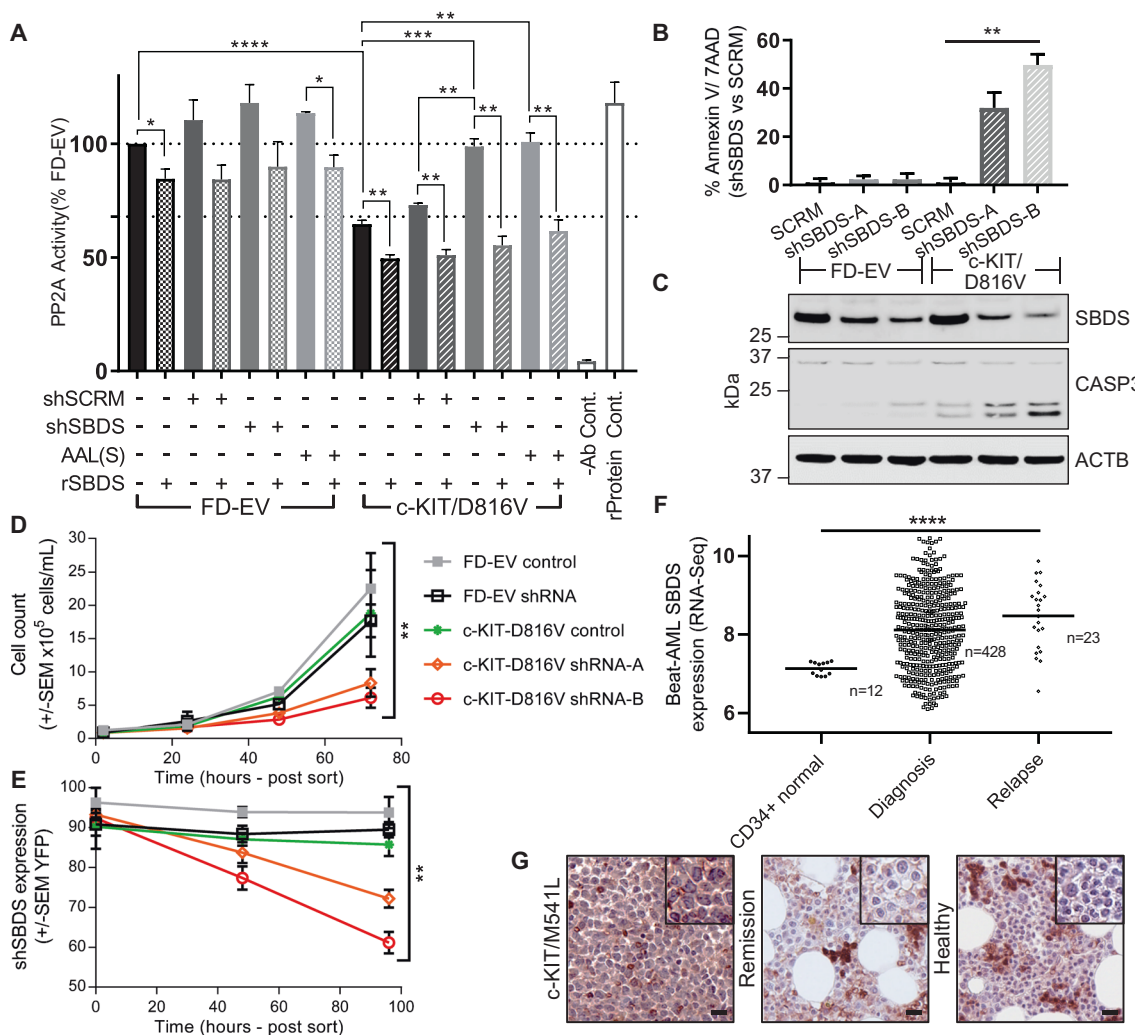 A
****
**
***
*
*
**
**
**
**
**
PP2A Activity(% FD-EV)
100
50
0
shSCRM - - + + - - - - - - + + - - - -
shSBDS - - - - + + - - - - - - + + - -
AAL(S) - - - - - - + + - - - - - - + +
rSBDS - + - + - + - + - + - + - + - +
FD-EV
c-KIT/D816V
-Ab Cont.
rProtein Cont.
B
**
% Annexin V/ 7AAD
(shSBDS vs SCRM)
60
40
20
0
SCRM
shSBDS-A
shSBDS-B
SCRM
shSBDS-A
shSBDS-B
FD-EV
c-KIT/
D816V
C
kDa
25
37
25
37
SBDS
CASP3
ACTB
D
Cell count
(+/-SEM x10⁵ cells/mL)
30
25
20
15
10
5
0
0 20 40 60 80
Time (hours - post sort)
**
FD-EV control
FD-EV shRNA
c-KIT-D816V control
c-KIT-D816V shRNA-A
c-KIT-D816V shRNA-B
E
shSBDS expression
(+/-SEM YFP)
100
90
80
70
60
50
0 20 40 60 80 100
Time (hours - post sort)
**
F
****
Beat-AML SBDS
expression (RNA-Seq)
10
8
6
n=12
n=428
n=23
CD34+ normal
Diagnosis
Relapse
G
c-KIT/M541L
Remission
Healthy